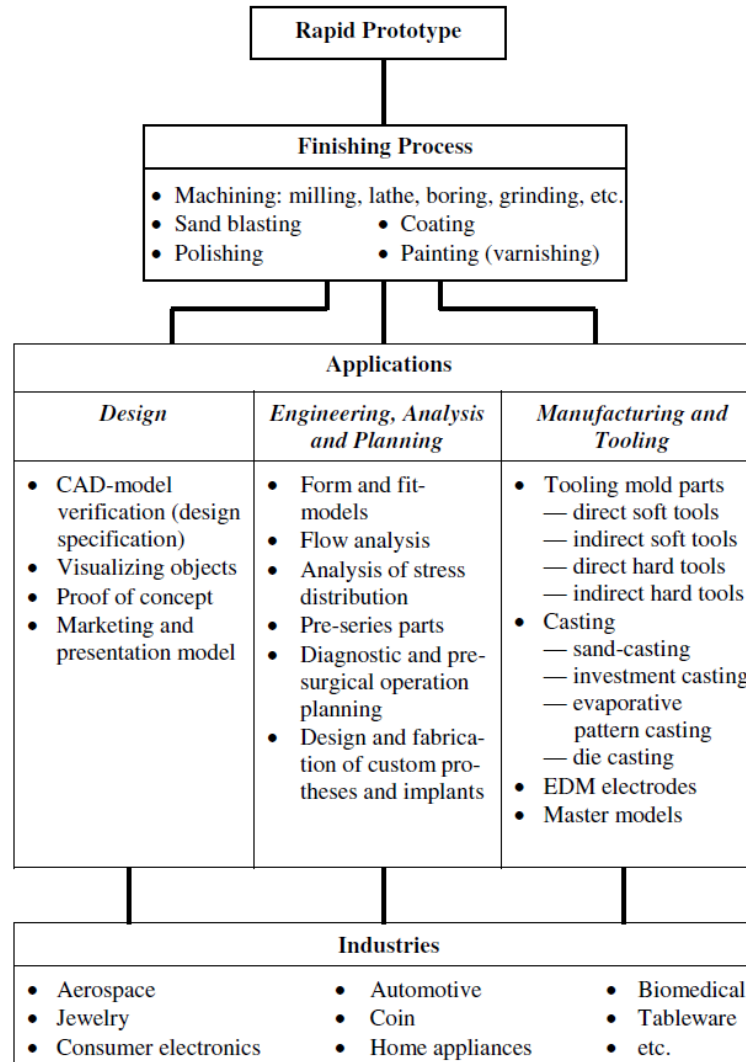 Rapid Prototype
Finishing Process
• Machining: milling, lathe, boring, grinding, etc.
• Sand blasting • Coating
• Polishing • Painting (varnishing)
Applications
Design
• CAD-model
verification (design
specification)
• Visualizing objects
• Proof of concept
• Marketing and
presentation model
Engineering, Analysis
and Planning
• Form and fit-
models
• Flow analysis
• Analysis of stress
distribution
• Pre-series parts
• Diagnostic and pre-
surgical operation
planning
• Design and fabrica-
tion of custom pro-
theses and implants
Manufacturing and
Tooling
• Tooling mold parts
— direct soft tools
— indirect soft tools
— direct hard tools
— indirect hard tools
• Casting
— sand-casting
— investment casting
— evaporative
pattern casting
— die casting
• EDM electrodes
• Master models
Industries
• Aerospace • Automotive • Biomedical
• Jewelry • Coin • Tableware
• Consumer electronics • Home appliances • etc.